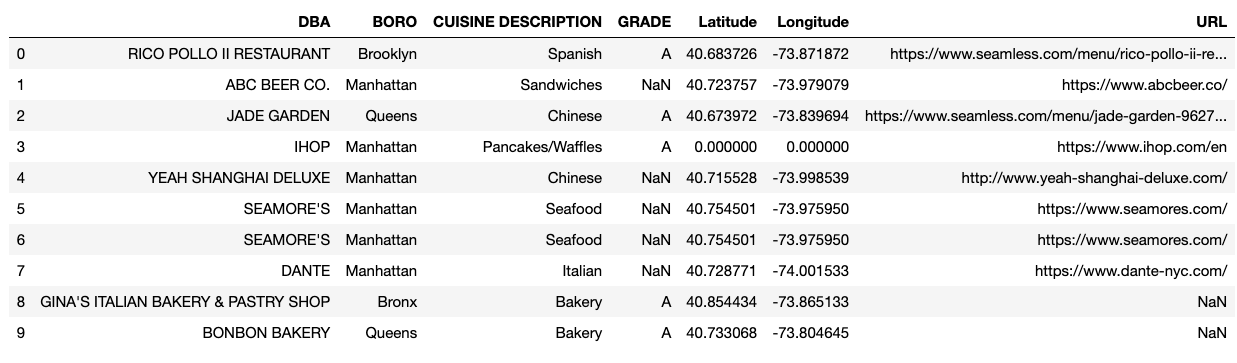 DBA BORO CUISINE DESCRIPTION GRADE Latitude Longitude URL
0 RICO POLLO II RESTAURANT Brooklyn Spanish A 40.683726 -73.871872 https://www.seamless.com/menu/rico-pollo-ii-re...
1 ABC BEER CO. Manhattan Sandwiches NaN 40.723757 -73.979079 https://www.abcbeer.co/
2 JADE GARDEN Queens Chinese A 40.673972 -73.839694 https://www.seamless.com/menu/jade-garden-9627...
3 IHOP Manhattan Pancakes/Waffles A 0.000000 0.000000 https://www.ihop.com/en
4 YEAH SHANGHAI DELUXE Manhattan Chinese NaN 40.715528 -73.998539 http://www.yeah-shanghai-deluxe.com/
5 SEAMORE'S Manhattan Seafood NaN 40.754501 -73.975950 https://www.seamores.com/
6 SEAMORE'S Manhattan Seafood NaN 40.754501 -73.975950 https://www.seamores.com/
7 DANTE Manhattan Italian NaN 40.728771 -74.001533 https://www.dante-nyc.com/
8 GINA'S ITALIAN BAKERY & PASTRY SHOP Bronx Bakery A 40.854434 -73.865133 NaN
9 BONBON BAKERY Queens Bakery A 40.733068 -73.804645 NaN